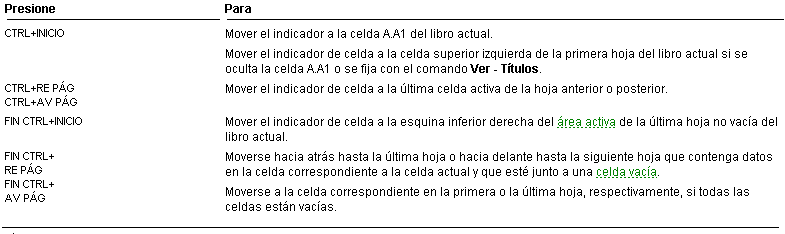 Presione Para
CTRL+INICIO Mover el indicador a la celda A.A1 del libro actual.
Mover el indicador de celda a la celda superior izquierda de la primera hoja del libro actual si se
oculta la celda A.A1 o se fija con el comando Ver - Títulos.
CTRL+RE PÁG Mover el indicador de celda a la última celda activa de la hoja anterior o posterior.
CTRL+AV PÁG
FIN CTRL+INICIO Mover el indicador de celda a la esquina inferior derecha del área activa de la última hoja no vacía del
libro actual.
FIN CTRL+ Moverse hacia atrás hasta la última hoja o hacia delante hasta la siguiente hoja que contenga datos
RE PÁG en la celda correspondiente a la celda actual y que esté junto a una celda vacía.
FIN CTRL+
AV PÁG Moverse a la celda correspondiente en la primera o la última hoja, respectivamente, si todas las
celdas están vacías.